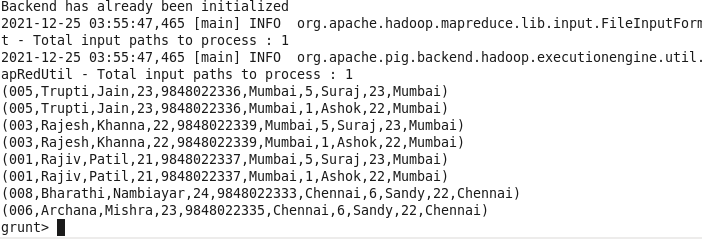 Backend has already been initialized
2021-12-25 03:55:47,465 [main] INFO  org.apache.hadoop.mapreduce.lib.input.FileInputForm
t - Total input paths to process : 1
2021-12-25 03:55:47,465 [main] INFO  org.apache.pig.backend.hadoop.executionengine.util.
apRedUtil - Total input paths to process : 1
(005,Trupti,Jain,23,9848022336,Mumbai,5,Suraj,23,Mumbai)
(005,Trupti,Jain,23,9848022336,Mumbai,1,Ashok,22,Mumbai)
(003,Rajesh,Khanna,22,9848022339,Mumbai,5,Suraj,23,Mumbai)
(003,Rajesh,Khanna,22,9848022339,Mumbai,1,Ashok,22,Mumbai)
(001,Rajiv,Patil,21,9848022337,Mumbai,5,Suraj,23,Mumbai)
(001,Rajiv,Patil,21,9848022337,Mumbai,1,Ashok,22,Mumbai)
(008,Bharathi,Nambiayar,24,9848022333,Chennai,6,Sandy,22,Chennai)
(006,Archana,Mishra,23,9848022335,Chennai,6,Sandy,22,Chennai)
grunt>